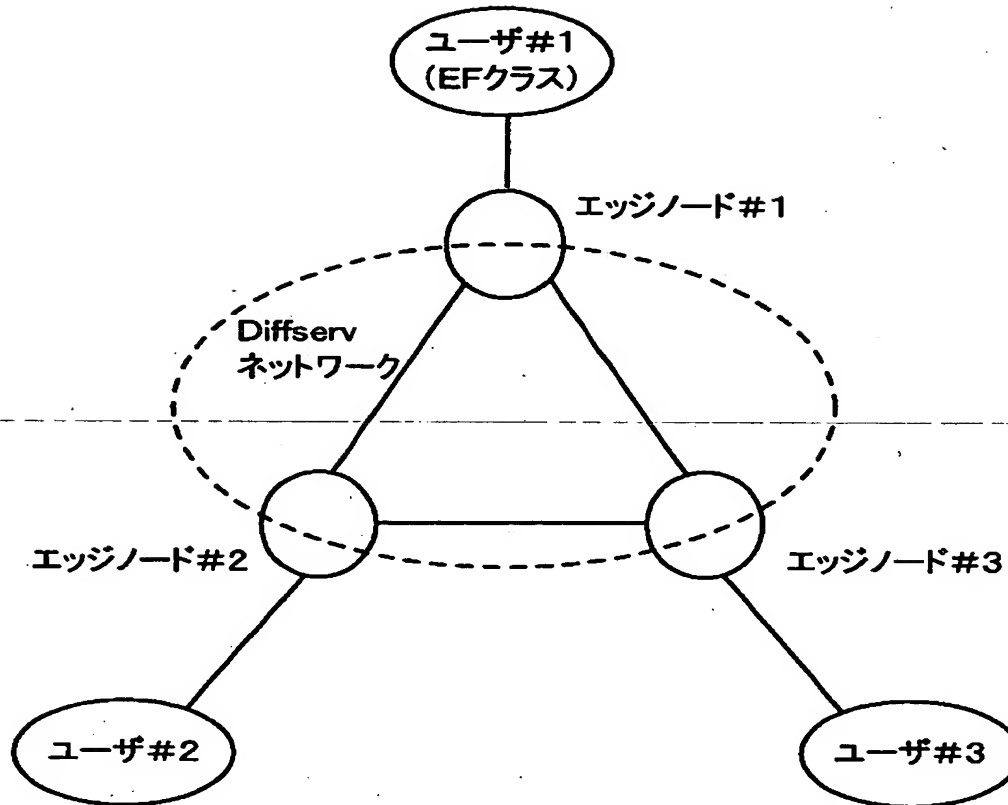 ユーザ#1
(EFクラス)
エッジノード#1
Diffserv
ネットワーク
エッジノード#2
エッジノード#3
ユーザ#2
ユーザ#3